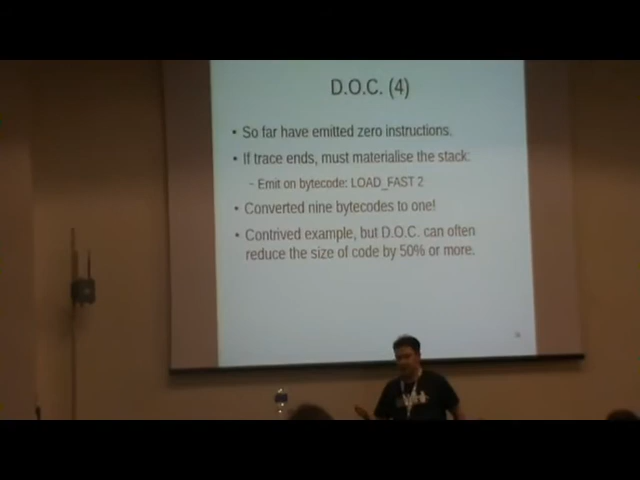 D.O.C. (4)
• So far have emitted zero instructions.
• If trace ends, must materialise the stack:
– Emit on bytecode: LOAD_FAST 2
• Converted nine bytecodes to one!
• Contrived example, but D.O.C. can often
reduce the size of code by 50% or more.